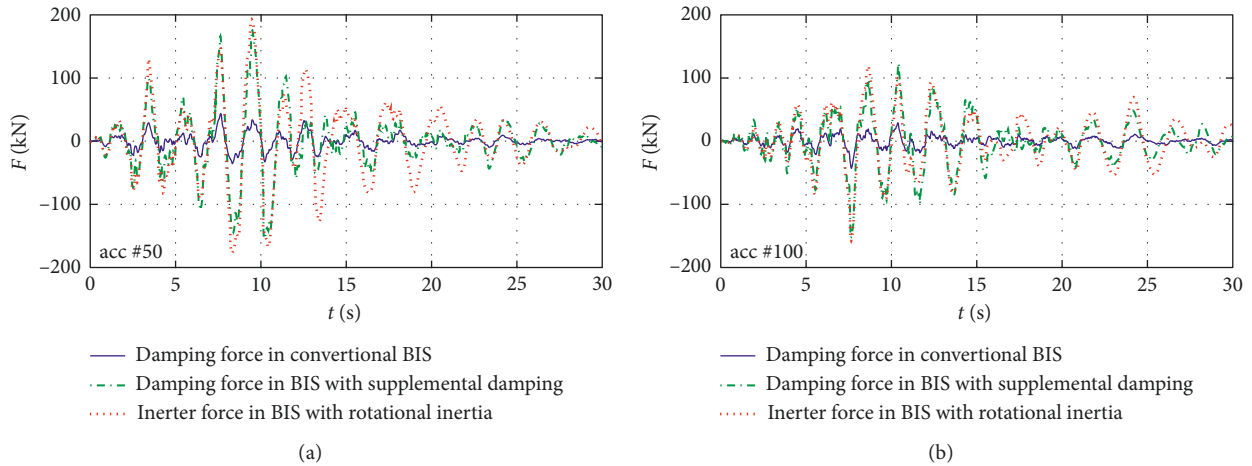 200
100
0
−100
−200
F (kN)
acc #50
0 5 10 15 20 25 30
t (s)
Damping force in convertional BIS
Damping force in BIS with supplemental damping
Inerter force in BIS with rotational inertia
(a)
200
100
0
−100
−200
F (kN)
acc #100
0 5 10 15 20 25 30
t (s)
Damping force in convertional BIS
Damping force in BIS with supplemental damping
Inerter force in BIS with rotational inertia
(b)